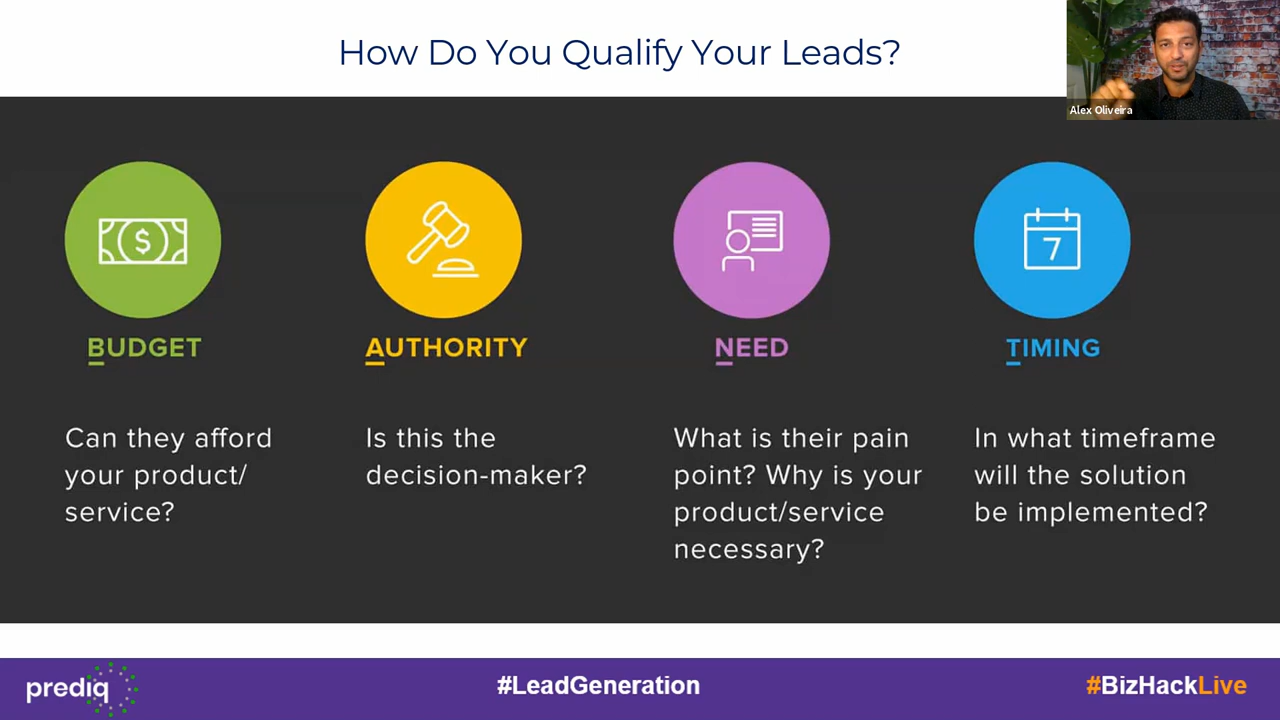 How Do You Qualify Your Leads?
Alex Oliveira
$
7
BUDGET
AUTHORITY
NEED
TIMING
Can they afford
your product/
service?
Is this the
decision-maker?
What is their pain
point? Why is your
product/service
necessary?
In what timeframe
will the solution
be implemented?
prediq
#LeadGeneration
#BizHackLive